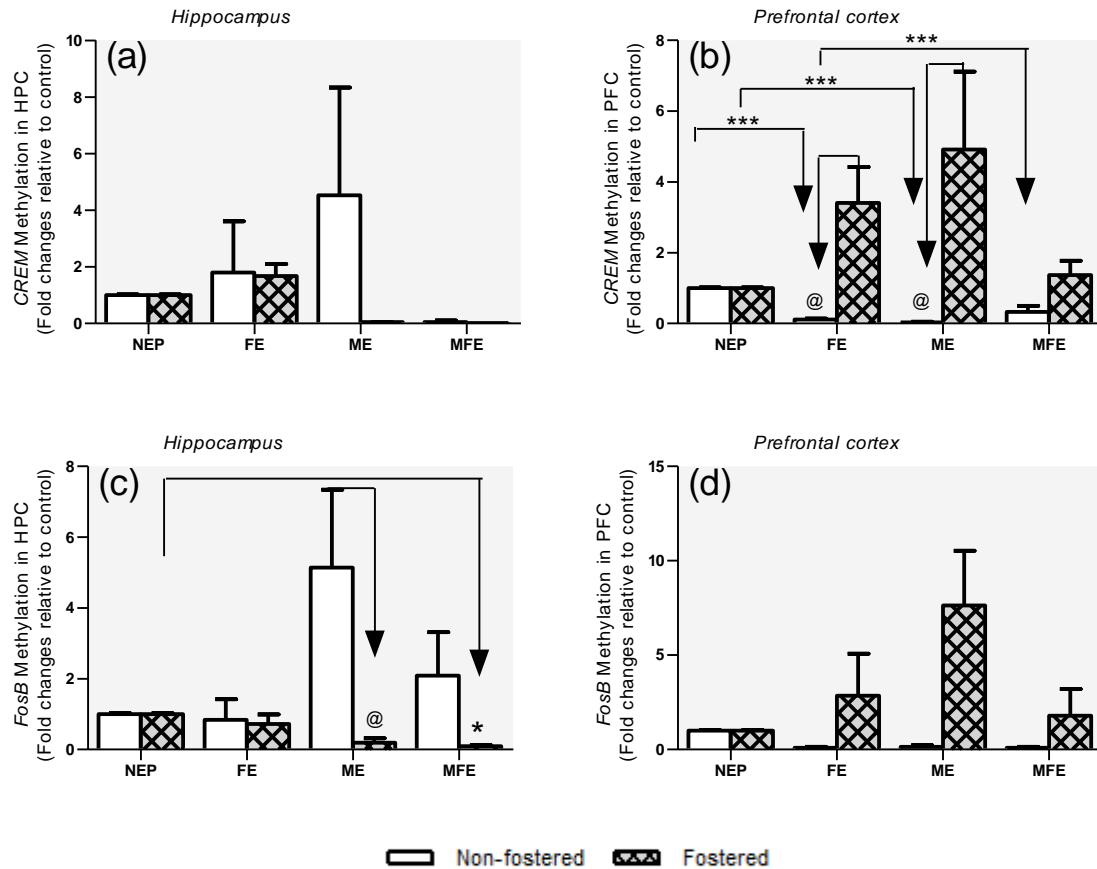 Hippocampus
(a)
CREM Methylation in HPC
(Fold changes relative to control)
10
8
6
4
2
0
NEP FE ME MFE
Prefrontal cortex
(b)
CREM Methylation in PFC
(Fold changes relative to control)
8
6
4
2
0
***
***
***
@ @
NEP FE ME MFE
Hippocampus
(c)
FosB Methylation in HPC
(Fold changes relative to control)
8
6
4
2
0
@
*
NEP FE ME MFE
Prefrontal cortex
(d)
FosB Methylation in PFC
(Fold changes relative to control)
15
10
5
0
NEP FE ME MFE
Non-fostered Fostered